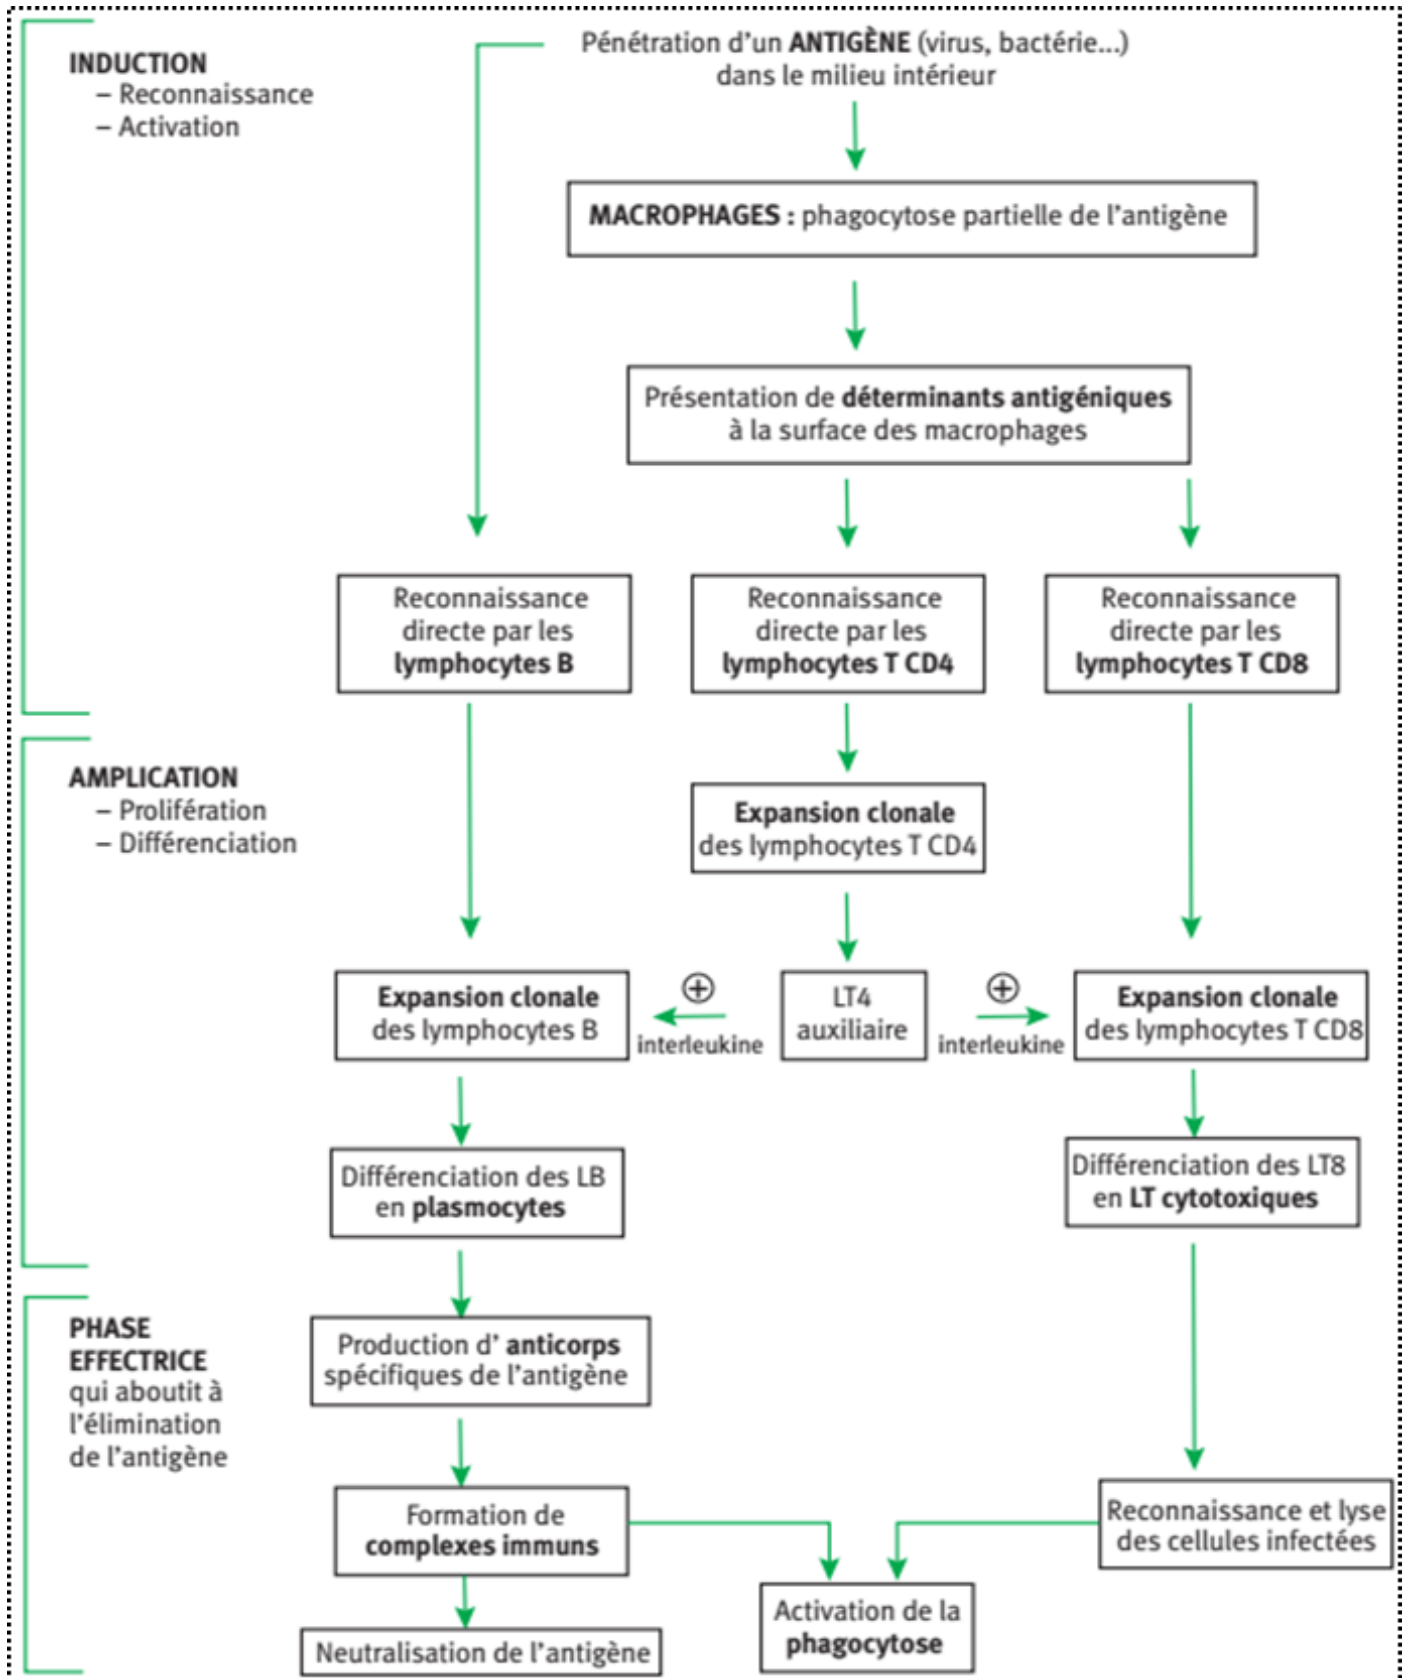 INDUCTION
– Reconnaissance
– Activation
Pénétration d'un ANTIGÈNE (virus, bactérie...)
dans le milieu intérieur
MACROPHAGES : phagocytose partielle de l'antigène
Présentation de déterminants antigéniques
à la surface des macrophages
Reconnaissance
directe par les
lymphocytes B
Reconnaissance
directe par les
lymphocytes T CD4
Reconnaissance
directe par les
lymphocytes T CD8
AMPLICATION
– Prolifération
– Différenciation
Expansion clonale
des lymphocytes T CD4
Expansion clonale
des lymphocytes B
+
interleukine
LT4
auxiliaire
+
interleukine
Expansion clonale
des lymphocytes T CD8
Différenciation des LB
en plasmocytes
Différenciation des LT8
en LT cytotoxiques
PHASE
EFFECTRICE
qui aboutit à
l'élimination
de l'antigène
Production d' anticorps
spécifiques de l'antigène
Formation de
complexes immuns
Reconnaissance et lyse
des cellules infectées
Activation de la
phagocytose
Neutralisation de l'antigène